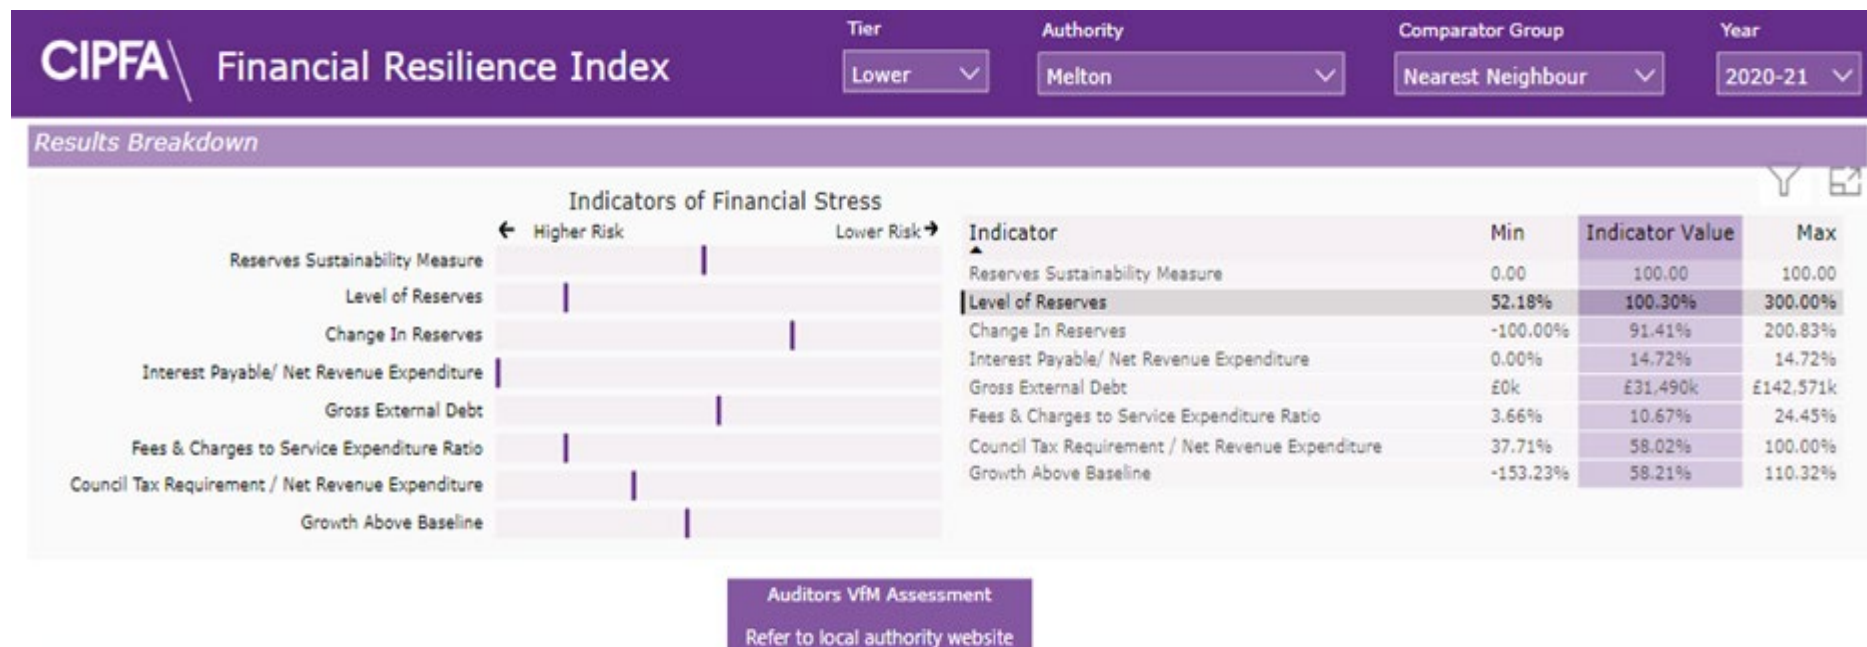 CIPFA\ Financial Resilience Index
Tier
Lower
Authority
Melton
Comparator Group
Nearest Neighbour
Year
2020-21
Results Breakdown
Indicators of Financial Stress
← Higher Risk Lower Risk →
Reserves Sustainability Measure
Level of Reserves
Change In Reserves
Interest Payable/ Net Revenue Expenditure
Gross External Debt
Fees & Charges to Service Expenditure Ratio
Council Tax Requirement / Net Revenue Expenditure
Growth Above Baseline
Indicator Min Indicator Value Max
Reserves Sustainability Measure 0.00 100.00 100.00
Level of Reserves 52.18% 100.30% 300.00%
Change In Reserves -100.00% 91.41% 200.83%
Interest Payable/ Net Revenue Expenditure 0.00% 14.72% 14.72%
Gross External Debt £0k £31,490k £142,571k
Fees & Charges to Service Expenditure Ratio 3.66% 10.67% 24.45%
Council Tax Requirement / Net Revenue Expenditure 37.71% 58.02% 100.00%
Growth Above Baseline -153.23% 58.21% 110.32%
Auditors VfM Assessment
Refer to local authority website